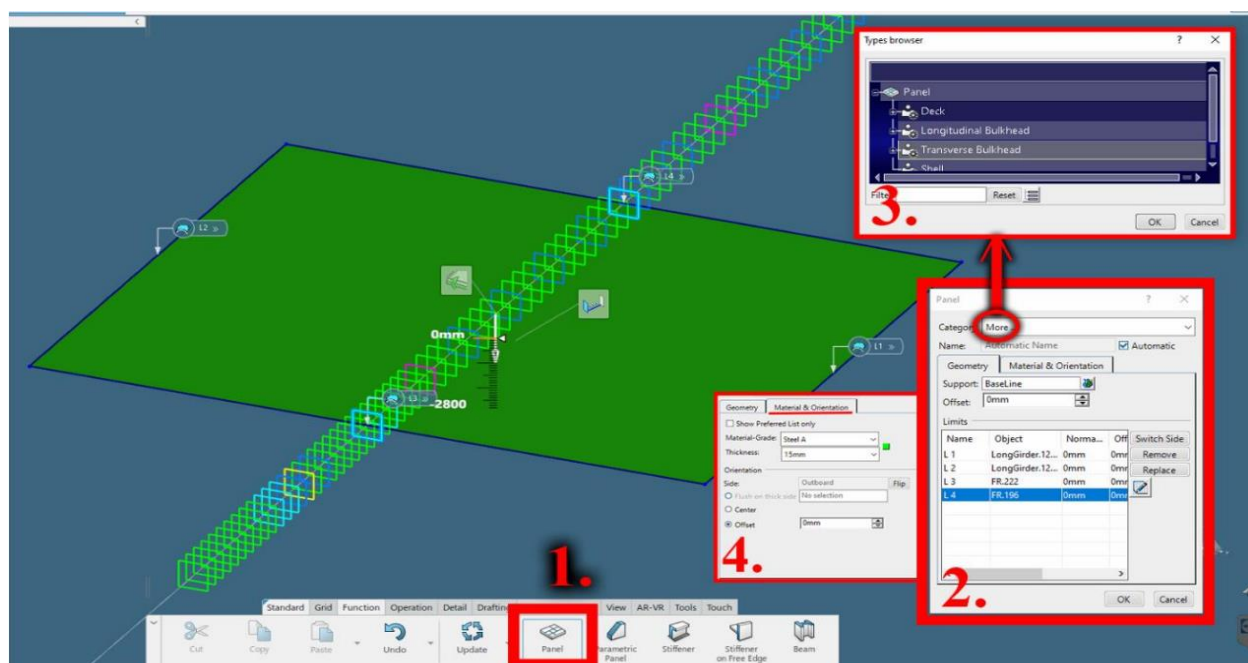 Types browser ? ×
Panel
Deck
Longitudinal Bulkhead
Transverse Bulkhead
Shell
Reset
3.
OK Cancel
L4 »
L2 »
0mm
L1 »
L3 »
-2800
Panel ? ×
More
Name: Automatic Name Automatic
Geometry Material & Orientation
Support: BaseLine
Offset: 0mm
Limits
Name Object Norma... Off Switch Side
L 1 LongGirder.12... 0mm 0mr Remove
L 2 LongGirder.12... 0mm 0mr Replace
L 3 FR.222 0mm 0mr
L 4 FR.196 0mm 0mr
2.
OK Cancel
Geometry Material & Orientation
Show Preferred List only
Material-Grade: Steel A
Thickness: 15mm
Orientation
Side: Outboard Flip
Flush on thick side No selection
Center
Offset 0mm
4.
1.
Standard Grid Function Operation Detail View AR-VR Tools Touch
Cut Copy Paste Undo Update Panel Parametric Panel Stiffener Stiffener on Free Edge Beam